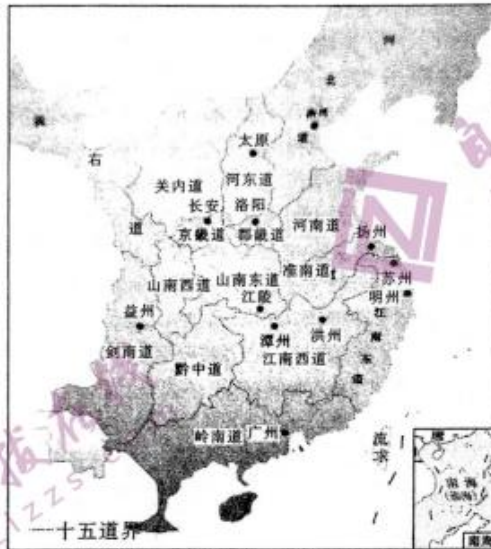 河
北
道
陇
右
道
幽州
太原
河东道
关内道
长安
洛阳
京畿道
都畿道
河南道
扬州
淮南道
苏州
明州
山南西道
山南东道
江陵
益州
剑南道
黔中道
潭州
洪州
江南西道
江
南
东
道
岭南道
广州
流求
南海
十五道界
南海